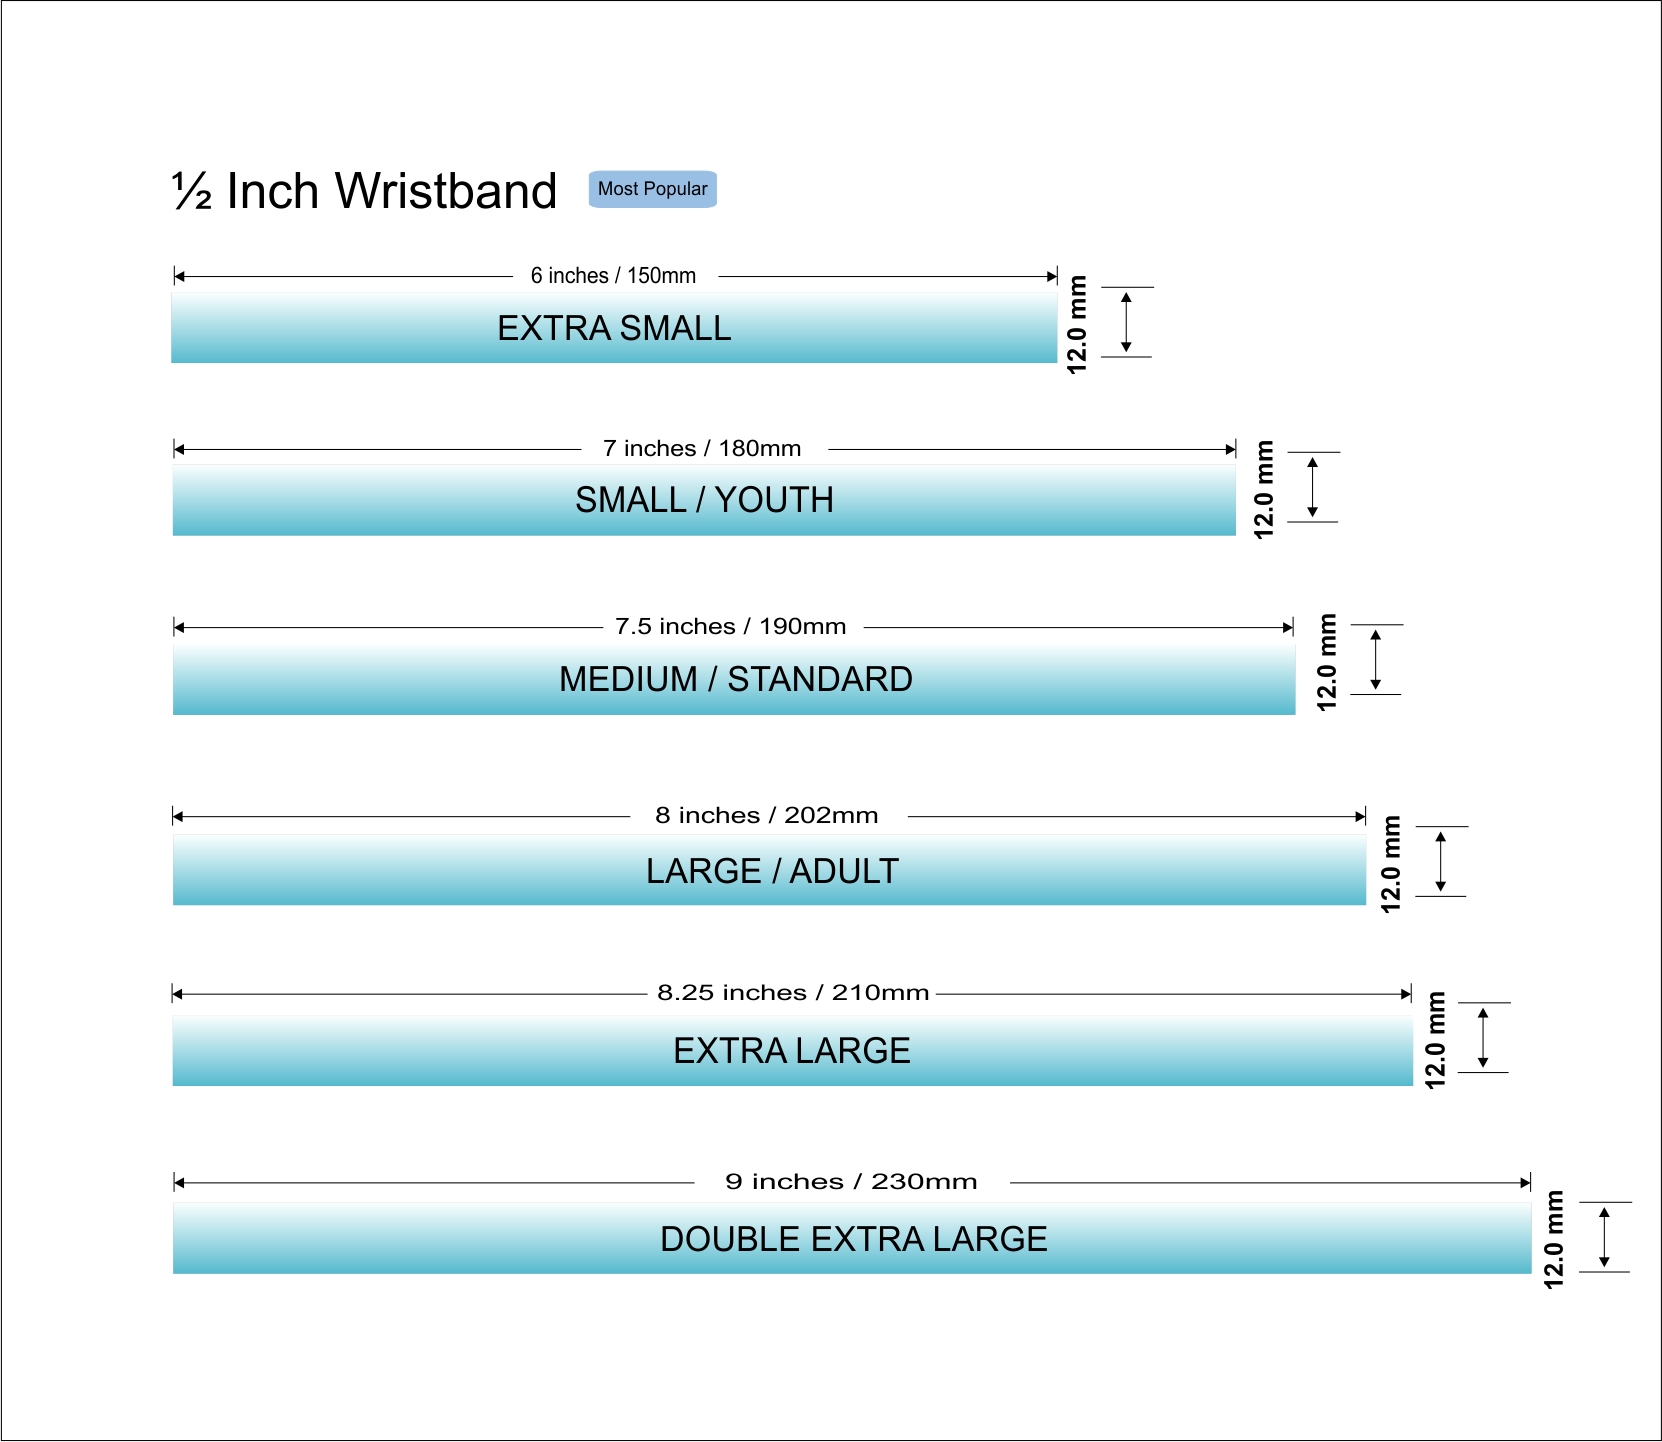 ½ Inch Wristband
Most Popular
6 inches / 150mm
EXTRA SMALL
12.0 mm
7 inches / 180mm
SMALL / YOUTH
12.0 mm
7.5 inches / 190mm
MEDIUM / STANDARD
12.0 mm
8 inches / 202mm
LARGE / ADULT
12.0 mm
8.25 inches / 210mm
EXTRA LARGE
12.0 mm
9 inches / 230mm
DOUBLE EXTRA LARGE
12.0 mm